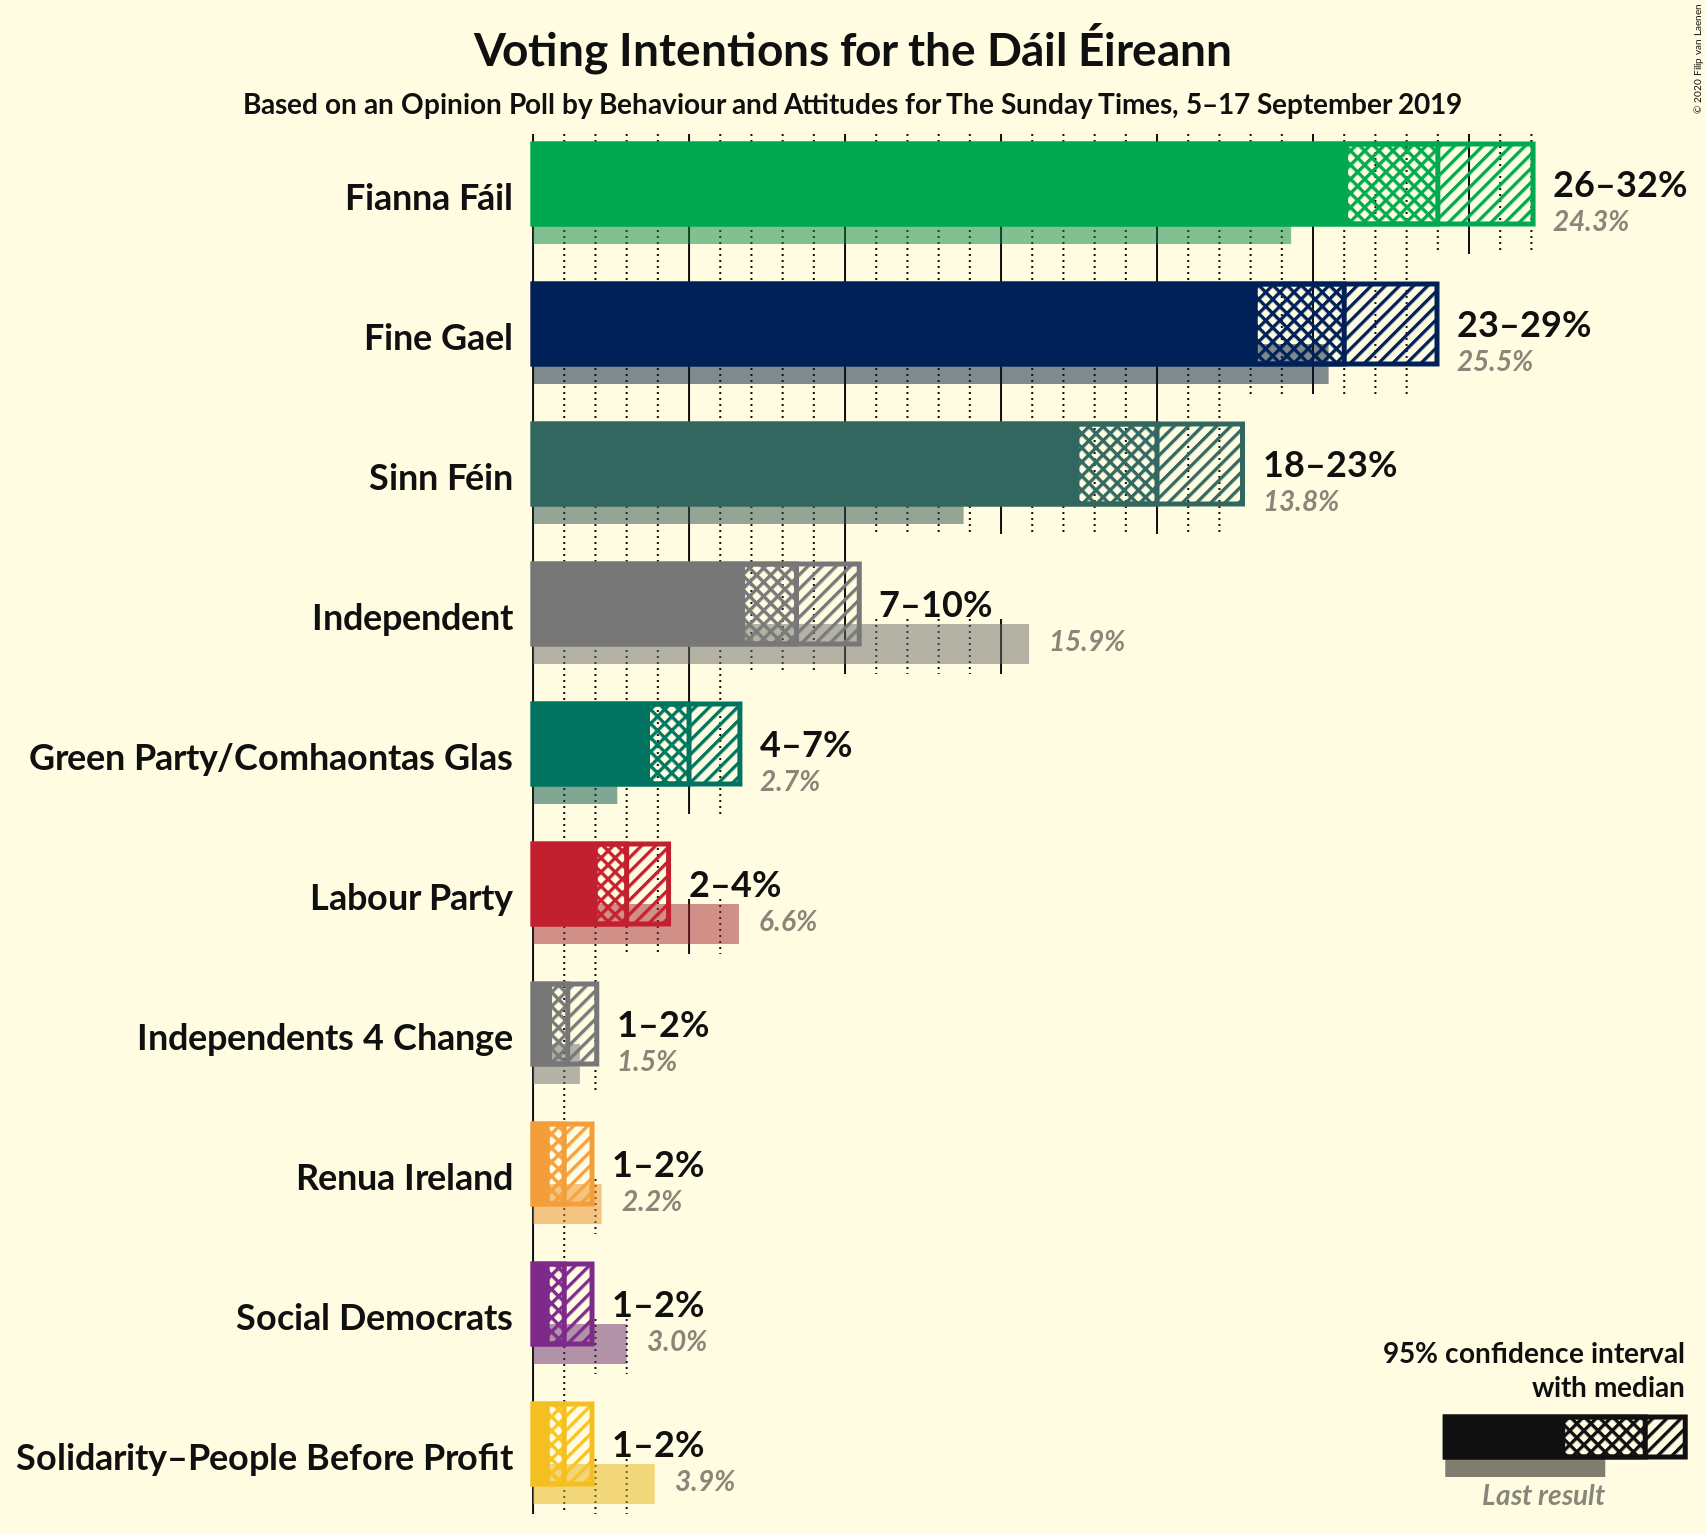 Voting Intentions for the Dáil Éireann
Based on an Opinion Poll by Behaviour and Attitudes for The Sunday Times, 5–17 September 2019
© 2020 Filip van Laenen
Fianna Fáil
26–32%
24.3%
Fine Gael
23–29%
25.5%
Sinn Féin
18–23%
13.8%
Independent
7–10%
15.9%
Green Party/Comhaontas Glas
4–7%
2.7%
Labour Party
2–4%
6.6%
Independents 4 Change
1–2%
1.5%
Renua Ireland
1–2%
2.2%
Social Democrats
1–2%
3.0%
Solidarity–People Before Profit
1–2%
3.9%
95% confidence interval
with median
Last result